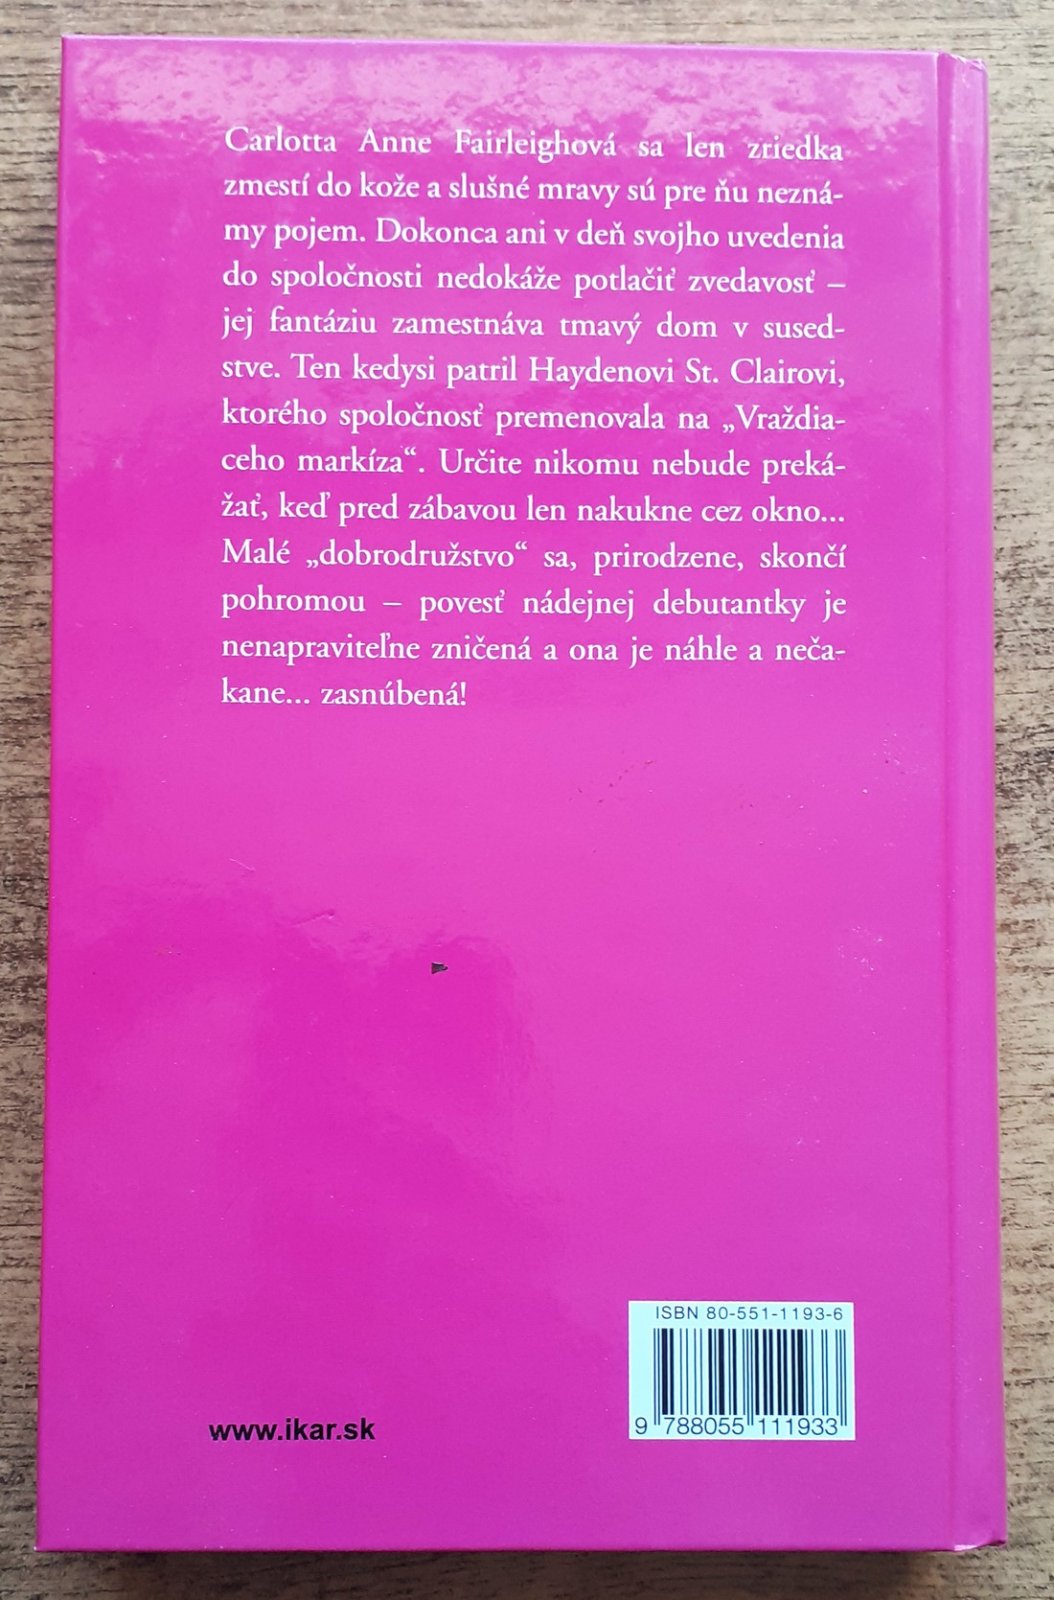 Carlotta Anne Fairleighová sa len zriedka
zmestí do kože a slušné mravy sú pre ňu nezná-
my pojem. Dokonca ani v deň svojho uvedenia
do spoločnosti nedokáže potlačiť zvedavosť –
jej fantáziu zamestnáva tmavý dom v sused-
stve. Ten kedysi patril Haydenovi St. Clairovi,
ktorého spoločnosť premenovala na „Vraždia-
ceho markíza“. Určite nikomu nebude preká-
žať, keď pred zábavou len nakukne cez okno...
Malé „dobrodružstvo“ sa, prirodzene, skončí
pohromou – povesť nádejnej debutantky je
nenapraviteľne zničená a ona je náhle a neča-
kane... zasnúbená!
ISBN 80-551-1193-6
9 788055 111933
www.ikar.sk